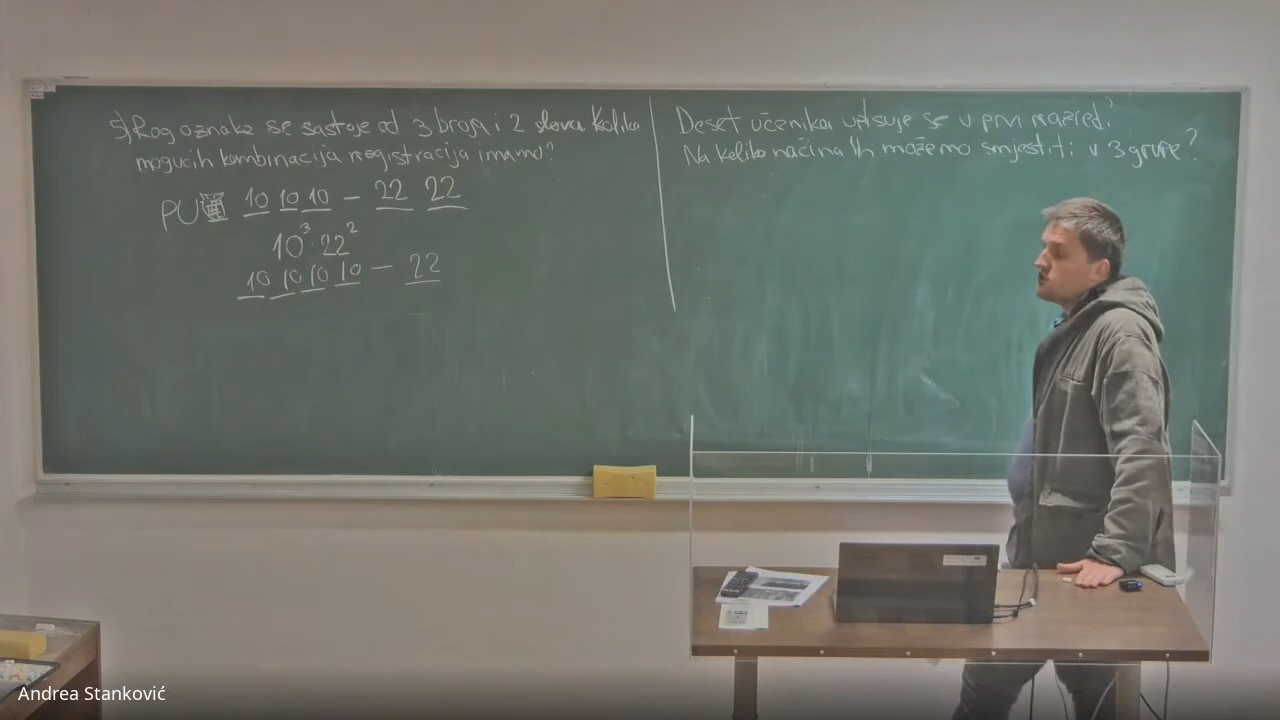 5) Reg oznake se sastoje od 3 broja i 2 slova Koliko
mogućih kombinacija registracija imamo?
PU 10 10 10 - 22 22
10³·22²
10 10 10 10 - 22
Deset učenika upisuje se u prvi razred?
Na koliko načina ih možemo smjestiti u 3 grupe?
Andrea Stanković